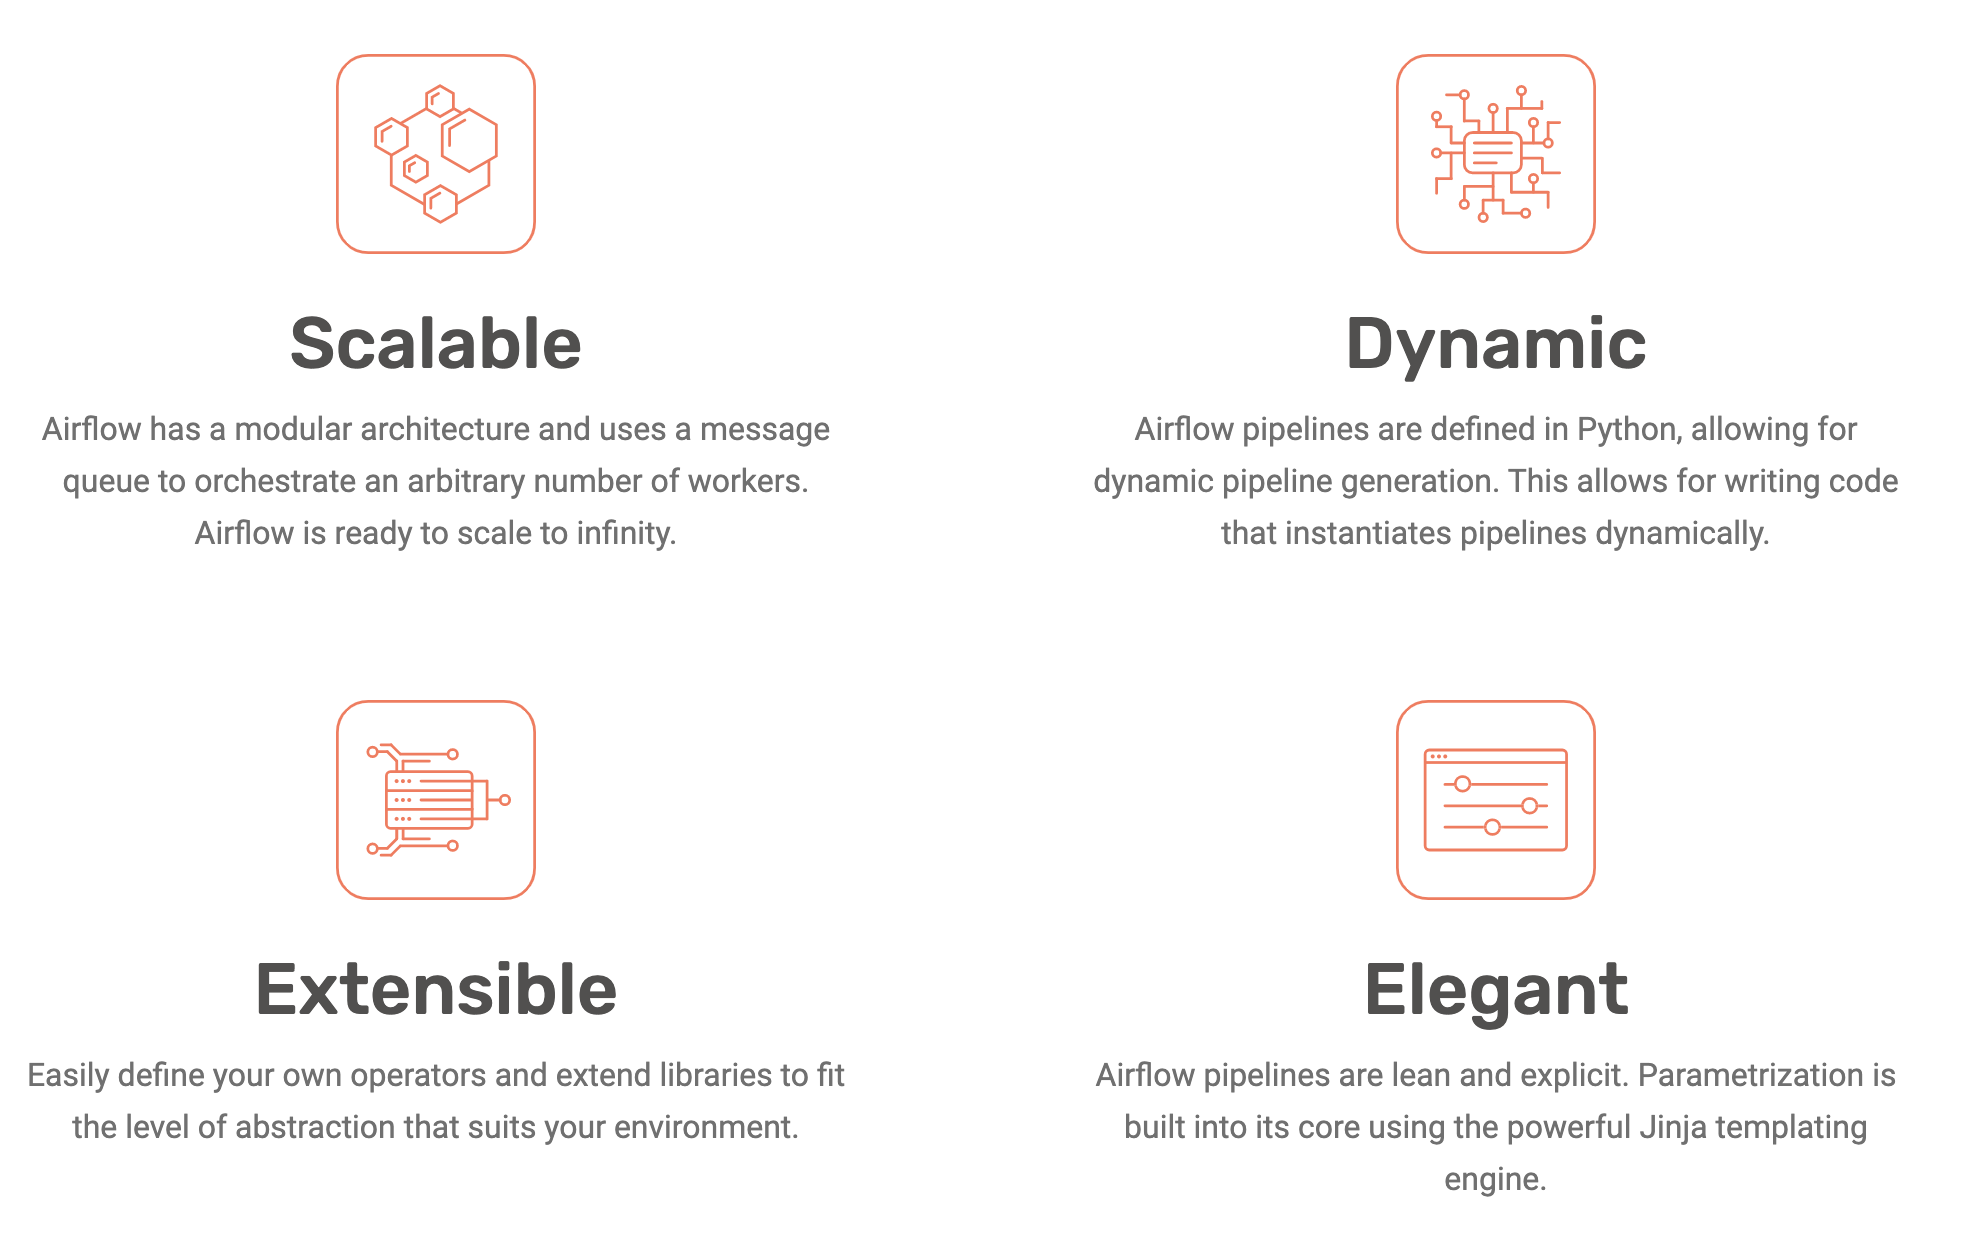 Scalable
Airflow has a modular architecture and uses a message
queue to orchestrate an arbitrary number of workers.
Airflow is ready to scale to infinity.
Dynamic
Airflow pipelines are defined in Python, allowing for
dynamic pipeline generation. This allows for writing code
that instantiates pipelines dynamically.
Extensible
Easily define your own operators and extend libraries to fit
the level of abstraction that suits your environment.
Elegant
Airflow pipelines are lean and explicit. Parametrization is
built into its core using the powerful Jinja templating
engine.